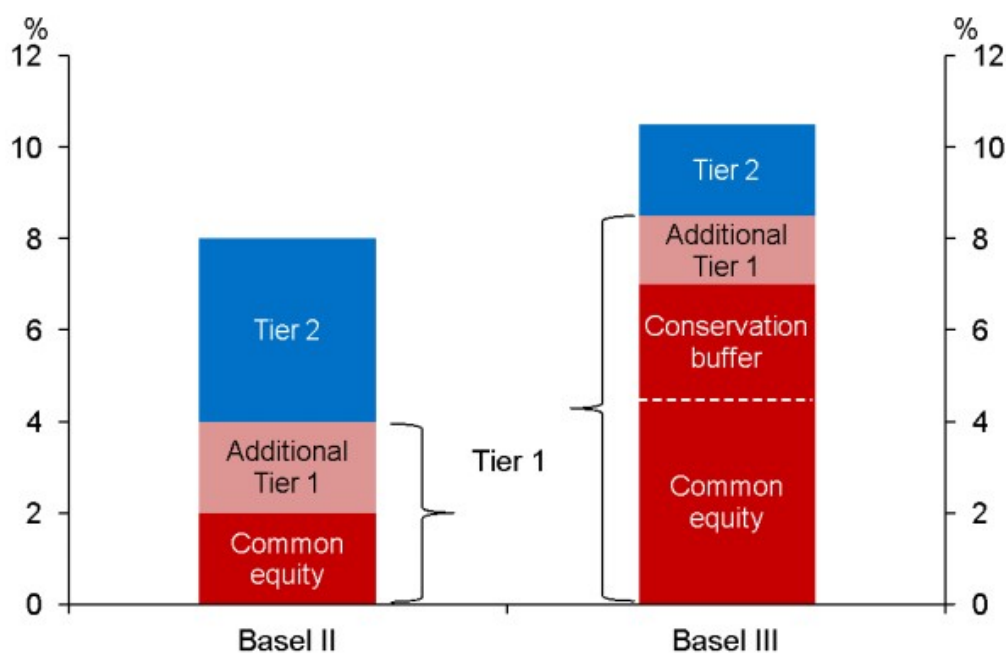 % %
12 12
10 10
Tier 2
8 8
Additional
Tier 1
Tier 2
6 6
Conservation
buffer
4 4
Additional
Tier 1
Tier 1
Common
equity
2 2
Common
equity
0 0
Basel II Basel III